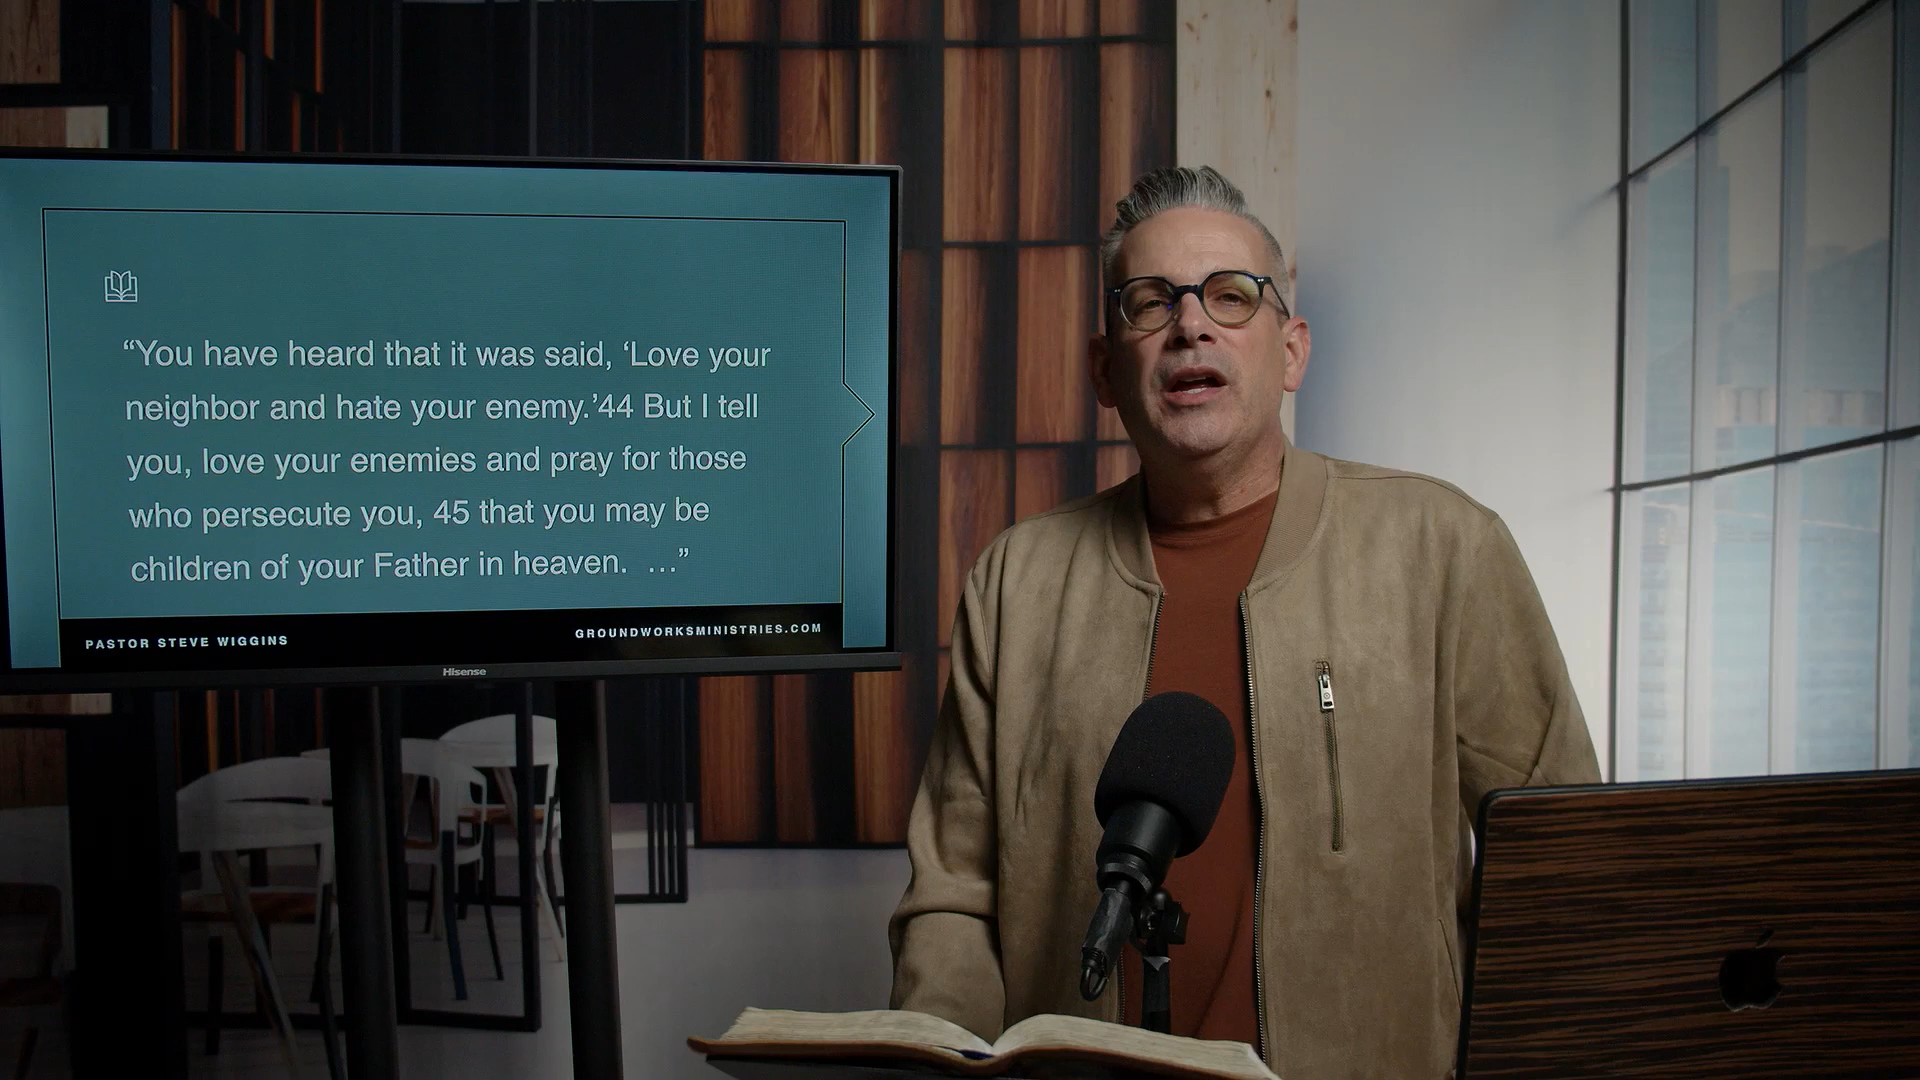 “You have heard that it was said, ‘Love your
neighbor and hate your enemy.’44 But I tell
you, love your enemies and pray for those
who persecute you, 45 that you may be
children of your Father in heaven.  …”
PASTOR STEVE WIGGINS
GROUNDWORKSMINISTRIES.COM
Hisense